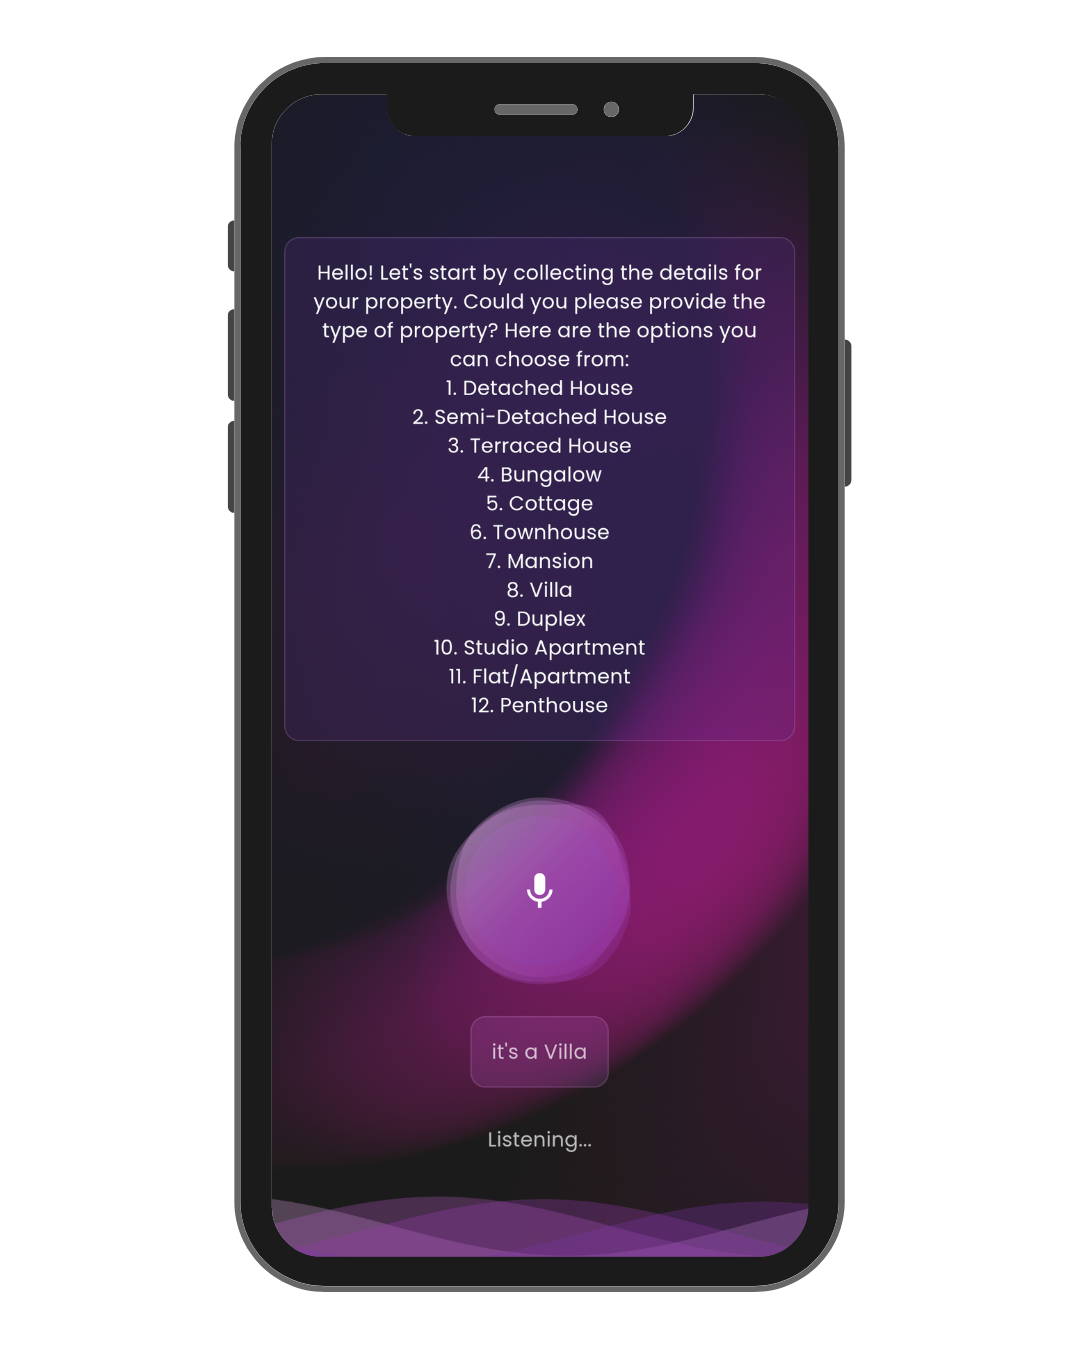 Hello! Let's start by collecting the details for
your property. Could you please provide the
type of property? Here are the options you
can choose from:
1. Detached House
2. Semi-Detached House
3. Terraced House
4. Bungalow
5. Cottage
6. Townhouse
7. Mansion
8. Villa
9. Duplex
10. Studio Apartment
11. Flat/Apartment
12. Penthouse
it's a Villa
Listening...